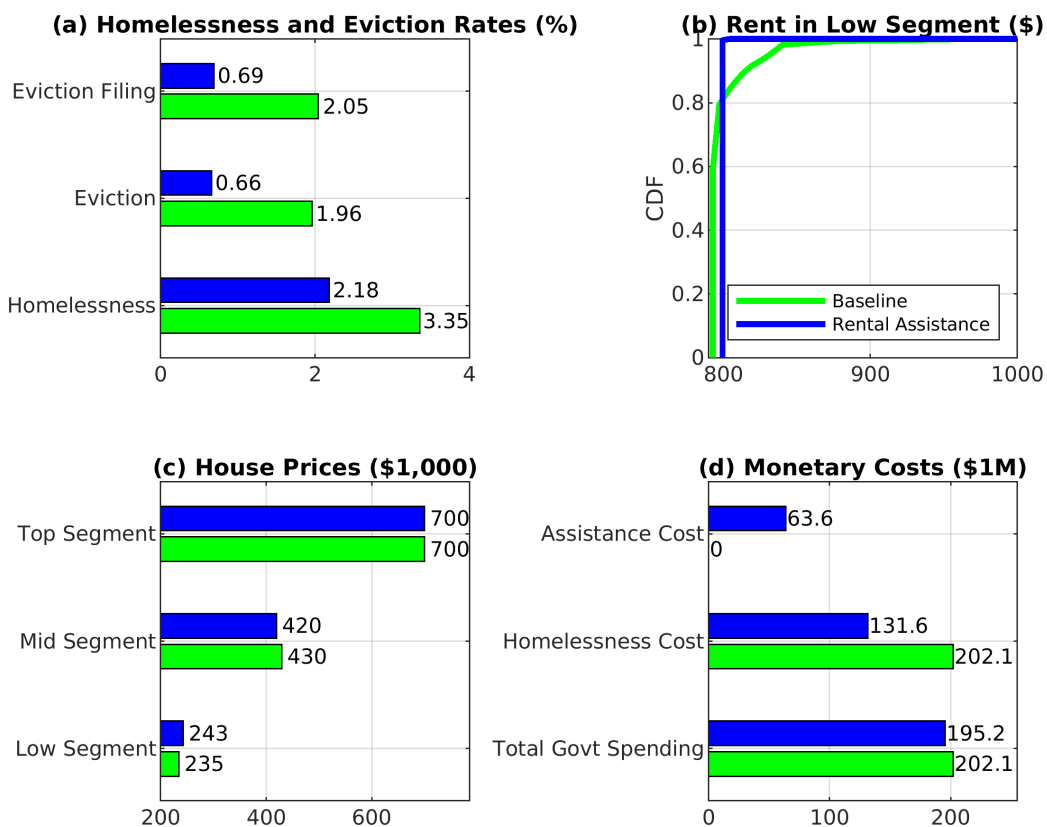 (a) Homelessness and Eviction Rates (%)
Eviction Filing
0.69
2.05
Eviction
0.66
1.96
Homelessness
2.18
3.35
0 2 4
(b) Rent in Low Segment ($)
CDF
1
0.8
0.6
0.4
0.2
0
Baseline
Rental Assistance
800 900 1000
(c) House Prices ($1,000)
Top Segment
700
700
Mid Segment
420
430
Low Segment
243
235
200 400 600
(d) Monetary Costs ($1M)
Assistance Cost
63.6
0
Homelessness Cost
131.6
202.1
Total Govt Spending
195.2
202.1
0 100 200